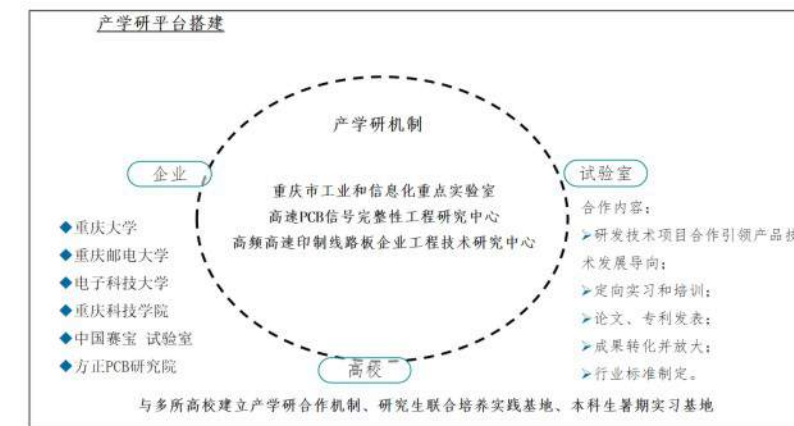 产学研平台搭建
产学研机制
企业
试验室
重庆市工业和信息化重点实验室
高速PCB信号完整性工程研究中心
高频高速印制线路板企业工程技术研究中心
◆重庆大学
◆重庆邮电大学
◆电子科技大学
◆重庆科技学院
◆中国赛宝 试验室
◆方正PCB研究院
合作内容：
➢研发技术项目合作引领产品技
术发展导向；
➢定向实习和培训；
➢论文、专利发表；
➢成果转化并放大；
➢行业标准制定。
高校
与多所高校建立产学研合作机制、研究生联合培养实践基地、本科生暑期实习基地